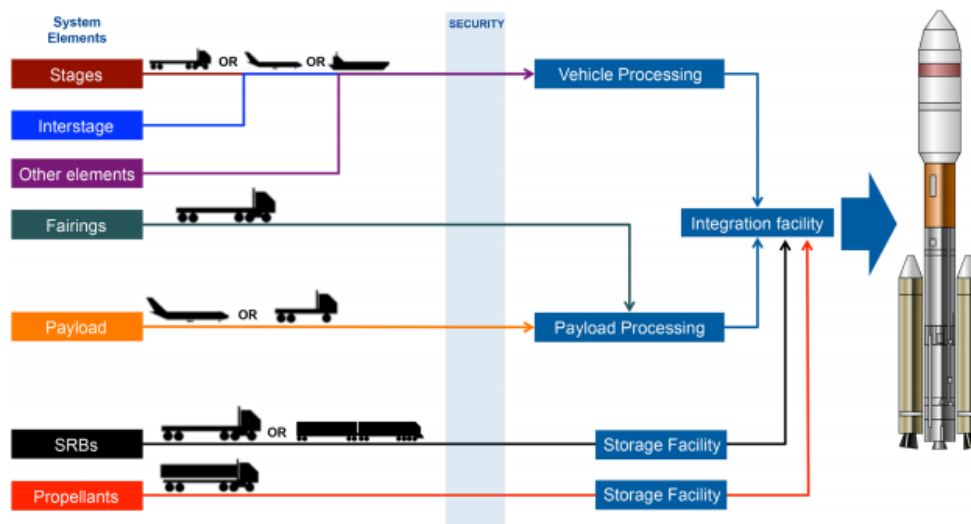 System
Elements
SECURITY
OR
OR
Stages
Vehicle Processing
Interstage
Other elements
Fairings
Integration facility
OR
Payload
Payload Processing
OR
SRBs
Storage Facility
Propellants
Storage Facility